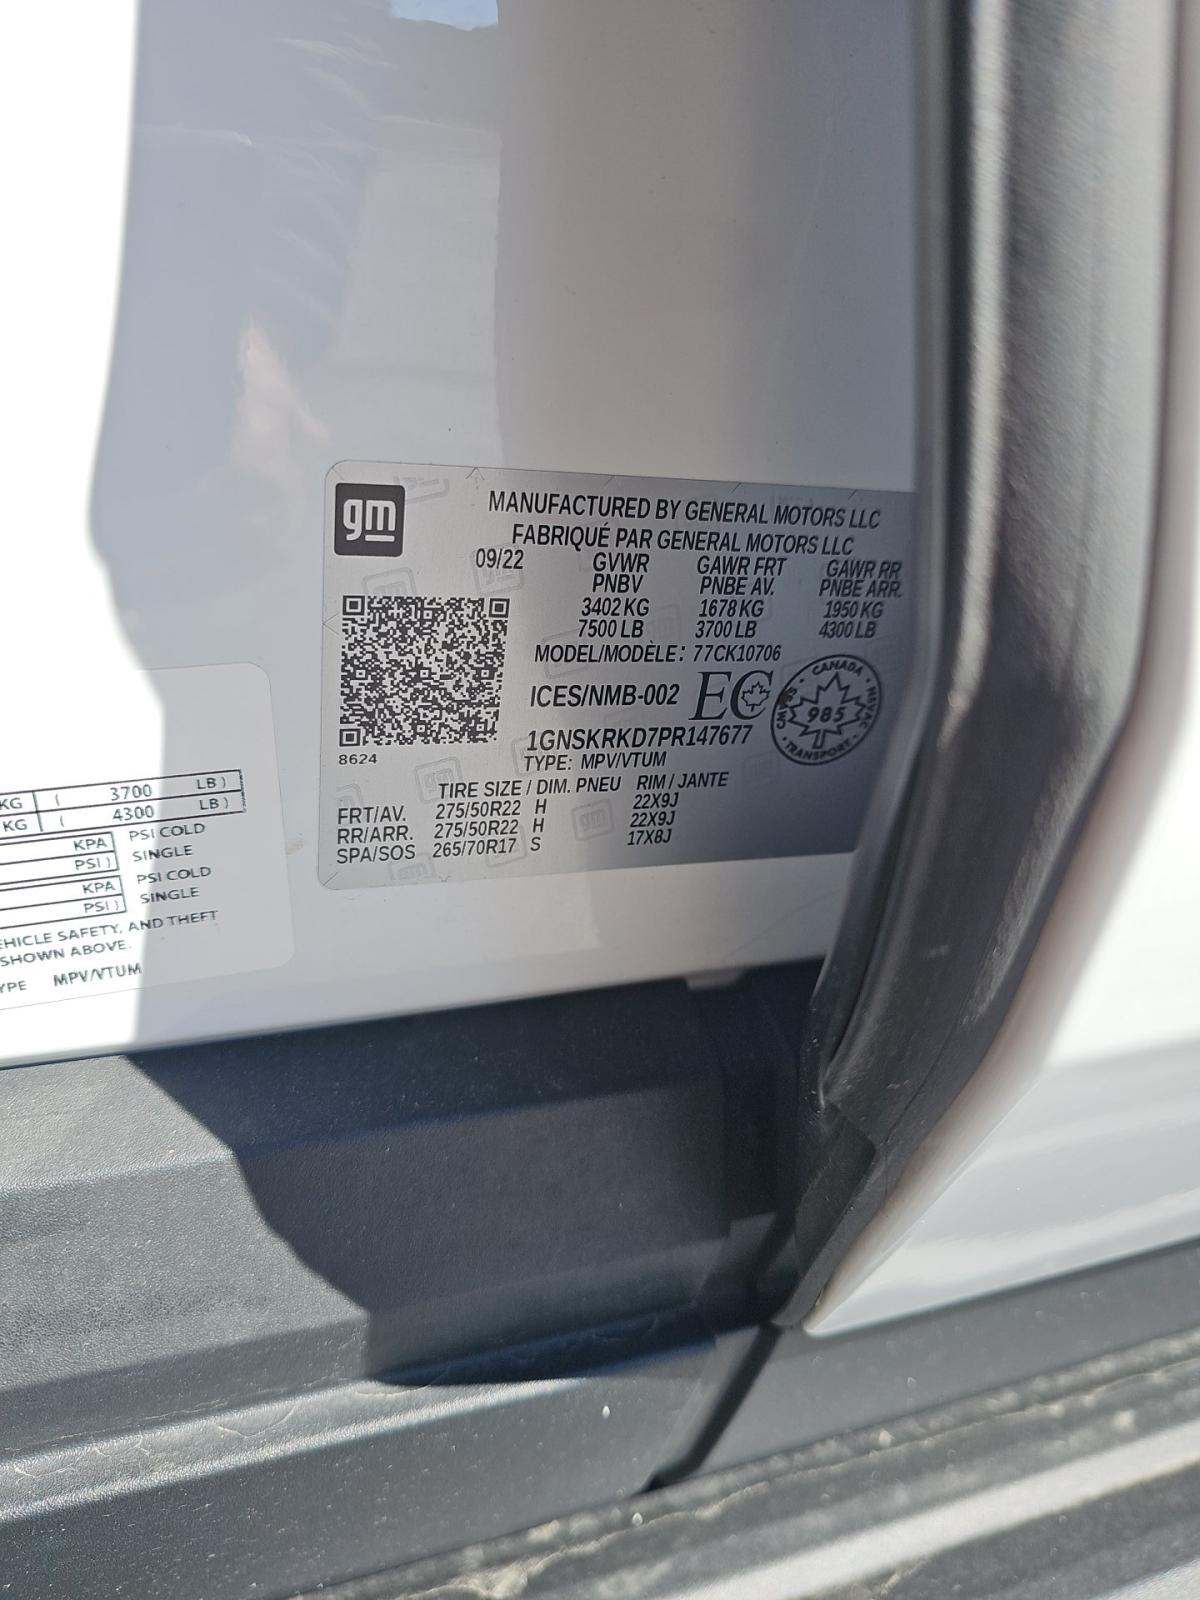 gm
MANUFACTURED BY GENERAL MOTORS LLC
FABRIQUÉ PAR GENERAL MOTORS LLC
09/22 GVWR GAWR FRT GAWR RR
PNBV PNBE AV. PNBE ARR.
3402 KG 1678 KG 1950 KG
7500 LB 3700 LB 4300 LB
MODEL/MODÈLE: 77CK10706
ICES/NMB-002 EC
CANADA
985
TRANSPORT
1GNSKRKD7PR147677
8624
TYPE: MPV/VTUM
TIRE SIZE / DIM. PNEU RIM / JANTE
FRT/AV. 275/50R22 H 22X9J
RR/ARR. 275/50R22 H 22X9J
SPA/SOS 265/70R17 S 17X8J
KG ( 3700 LB )
KG ( 4300 LB )
KPA PSI COLD
PSI ) SINGLE
KPA PSI COLD
PSI ) SINGLE
VEHICLE SAFETY, AND THEFT
SHOWN ABOVE.
YPE MPV/VTUM